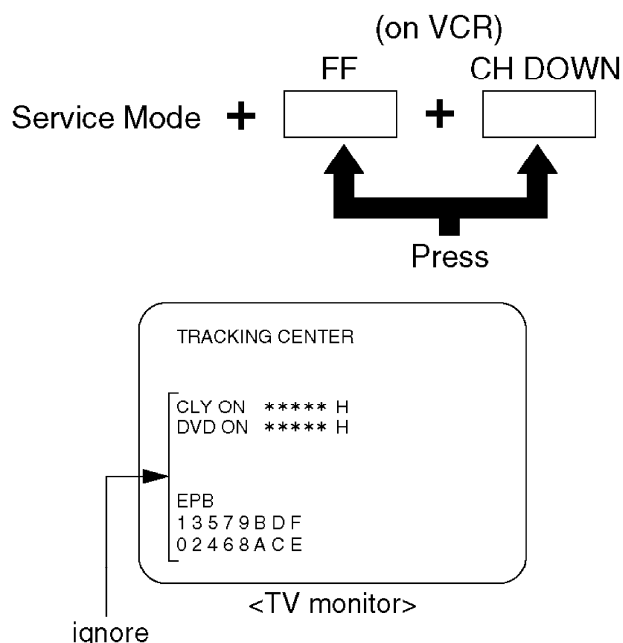 (on VCR)
FF CH DOWN
Service Mode + +
Press
TRACKING CENTER
CLY ON ***** H
DVD ON ***** H
EPB
1 3 5 7 9 B D F
0 2 4 6 8 A C E
<TV monitor>
ignore